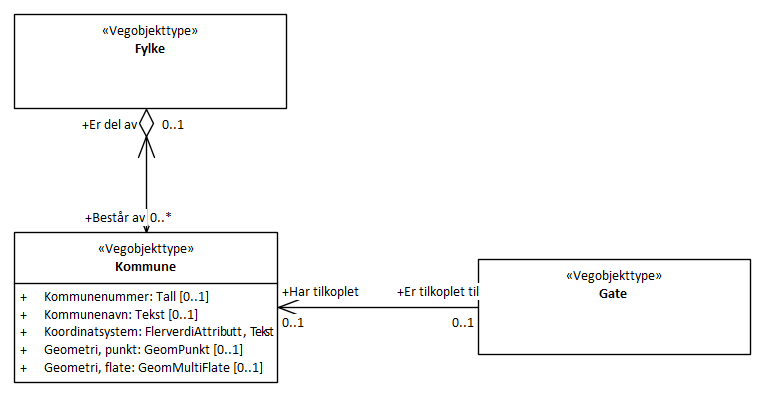 «Vegobjekttype»
Fylke
+Er del av 0..1
+Består av 0..*
«Vegobjekttype»
Kommune
+ Kommunenummer: Tall [0..1]
+ Kommunenavn: Tekst [0..1]
+ Koordinatsystem: FlerverdiAttributt, Tekst
+ Geometri, punkt: GeomPunkt [0..1]
+ Geometri, flate: GeomMultiFlate [0..1]
+Har tilkoplet +Er tilkoplet til
0..1 0..1
«Vegobjekttype»
Gate